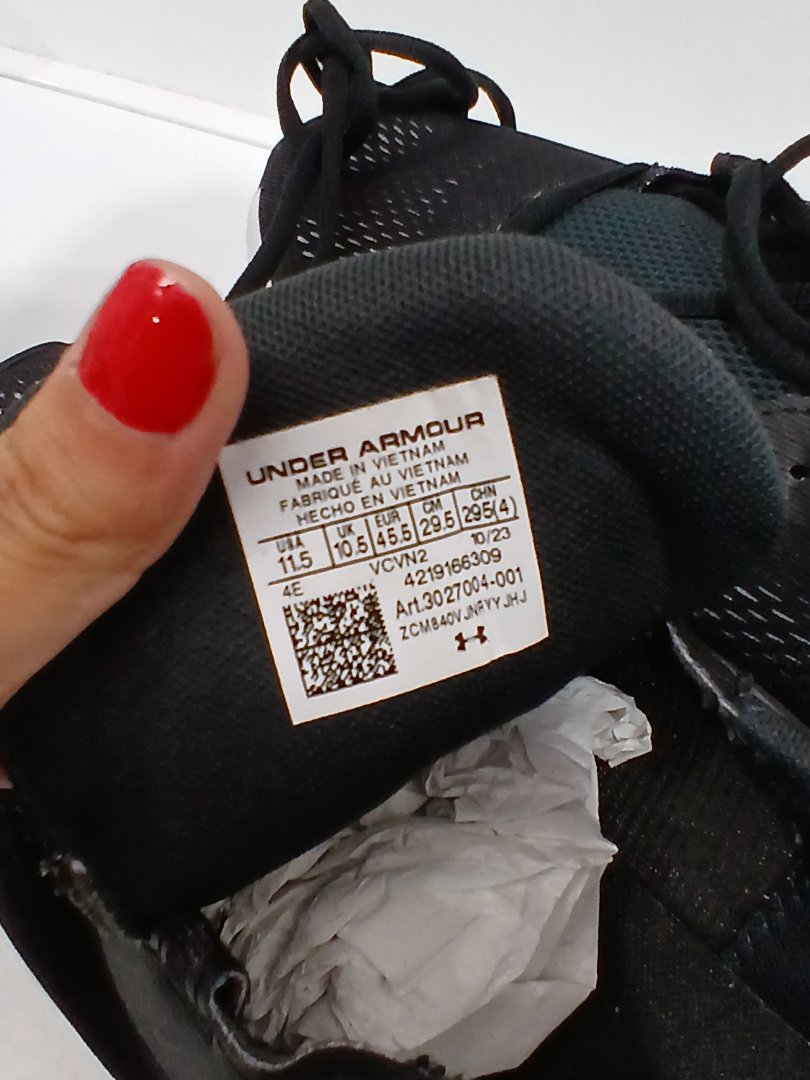 UNDER ARMOUR
MADE IN VIETNAM
FABRIQUÉ AU VIETNAM
HECHO EN VIETNAM
USA UK EUR CM CHN
11.5 10.5 45.5 29.5 295(4)
4E VCVN2 10/23
4219166309
Art.3027004-001